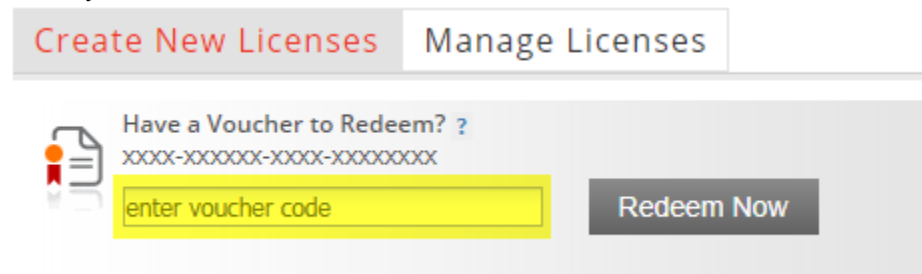 Create New Licenses Manage Licenses
Have a Voucher to Redeem? ?
XXXX-XXXXXX-XXXX-XXXXXXXX
enter voucher code
Redeem Now